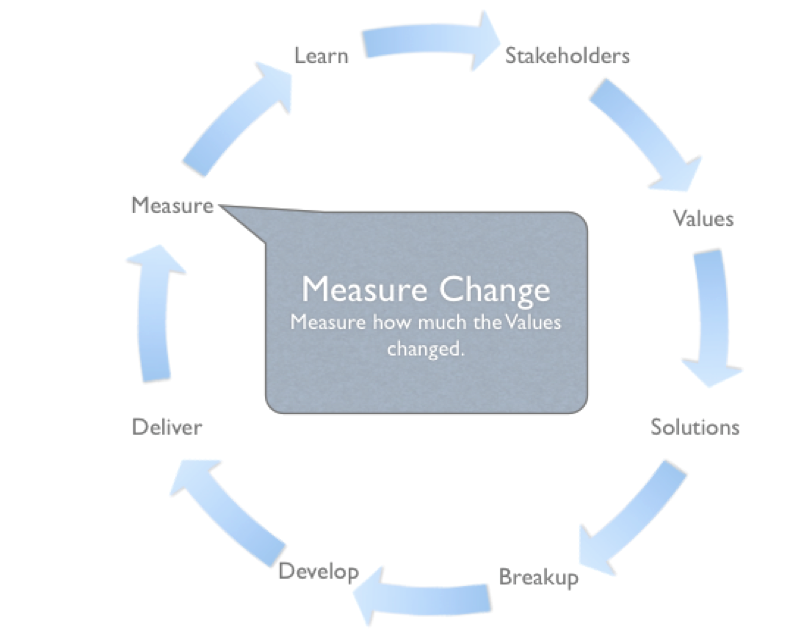 Learn
Stakeholders
Measure
Values
Measure Change
Measure how much the Values
changed.
Deliver
Solutions
Develop
Breakup